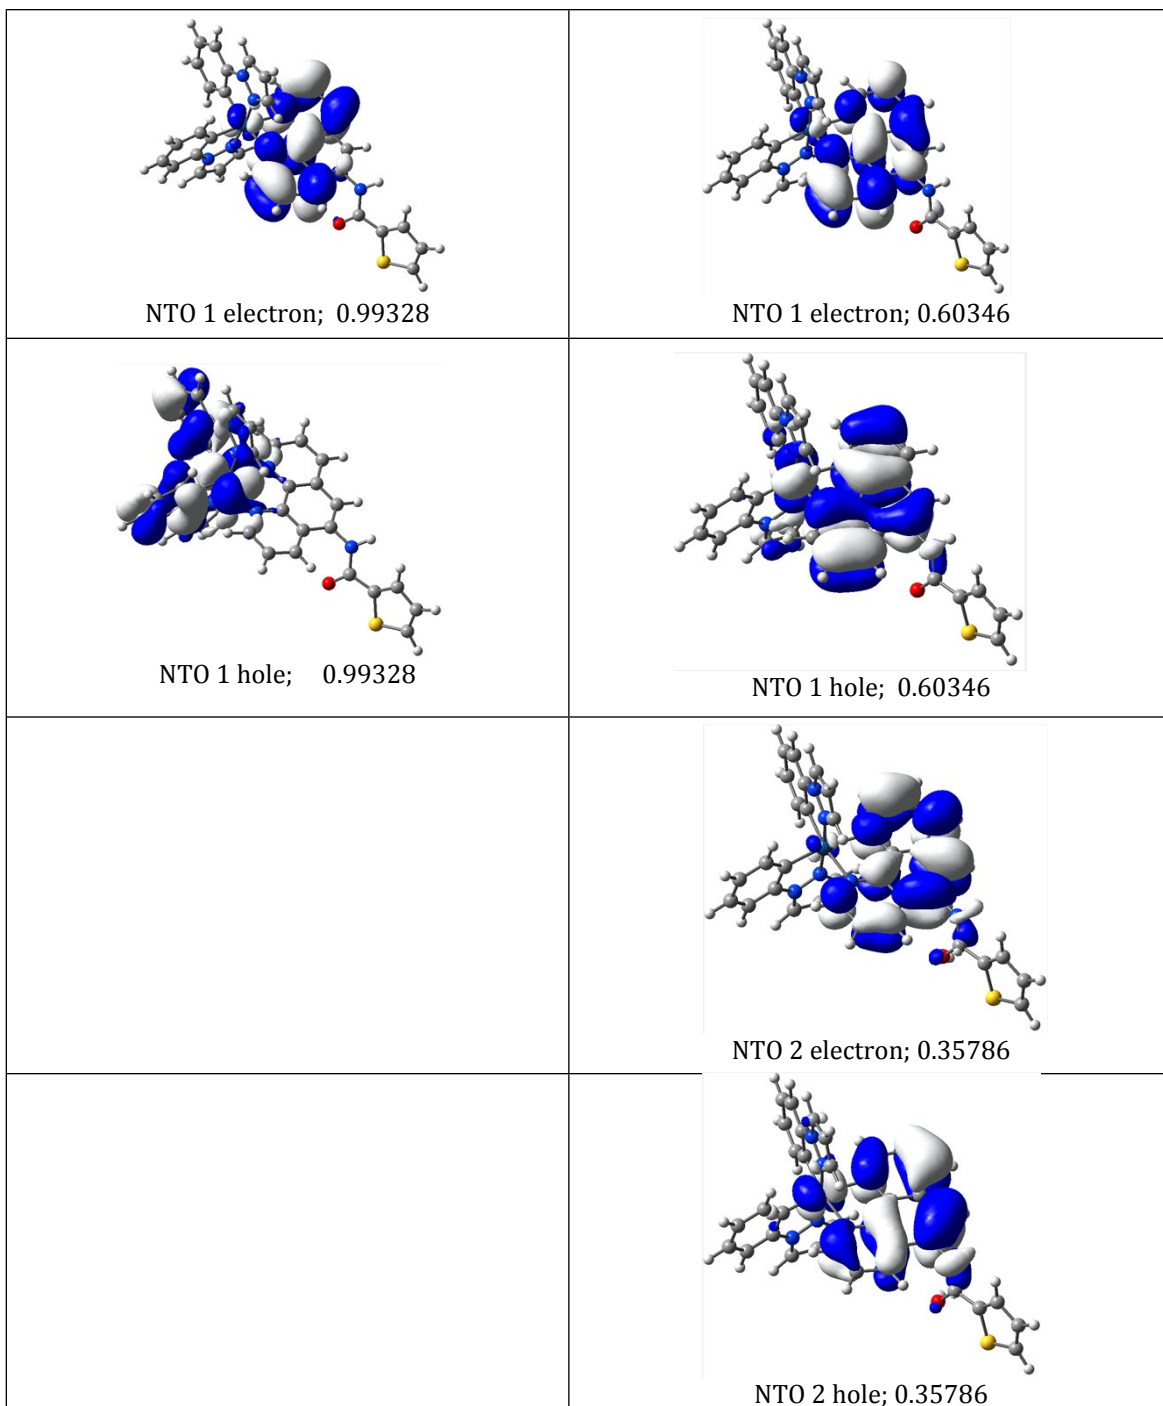 NTO 1 electron;  0.99328
NTO 1 electron; 0.60346
NTO 1 hole;    0.99328
NTO 1 hole;  0.60346
NTO 2 electron; 0.35786
NTO 2 hole; 0.35786